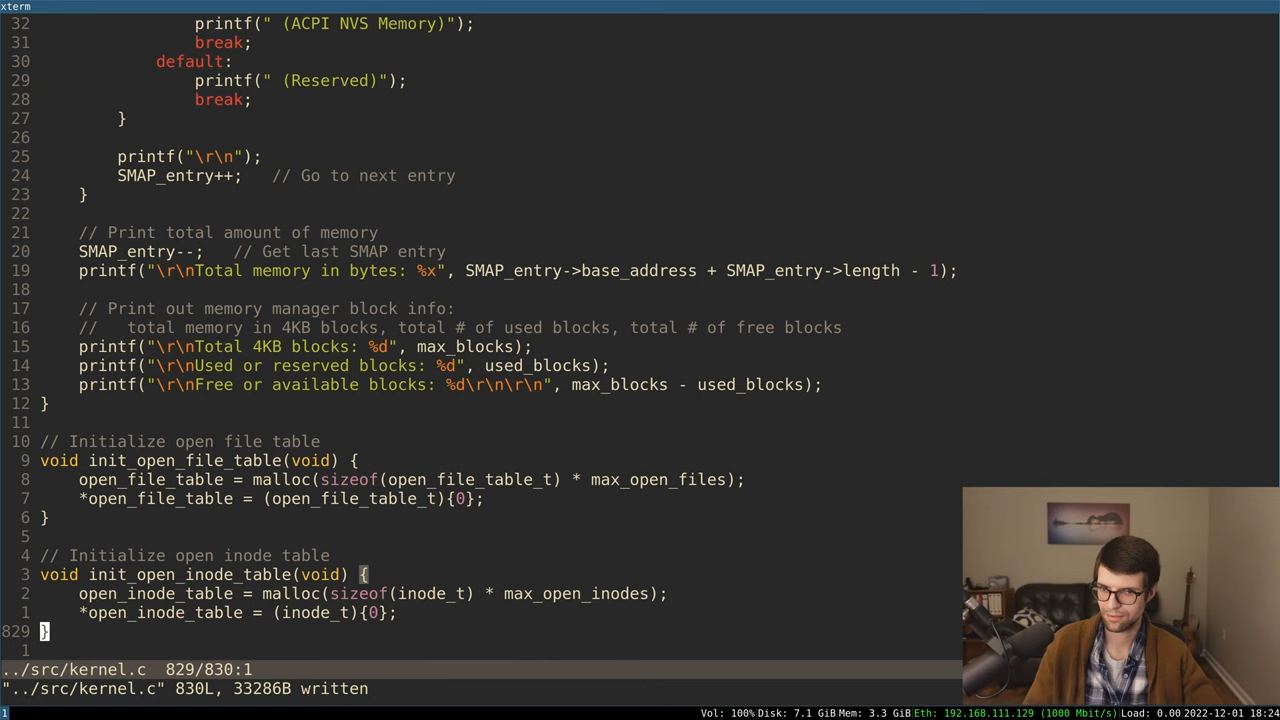 xterm
32 printf(" (ACPI NVS Memory)");
31 break;
30 default:
29 printf(" (Reserved)");
28 break;
27 }
26
25 printf("\r\n");
24 SMAP_entry++; // Go to next entry
23 }
22
21 // Print total amount of memory
20 SMAP_entry--; // Get last SMAP entry
19 printf("\r\nTotal memory in bytes: %x", SMAP_entry->base_address + SMAP_entry->length - 1);
18
17 // Print out memory manager block info:
16 // total memory in 4KB blocks, total # of used blocks, total # of free blocks
15 printf("\r\nTotal 4KB blocks: %d", max_blocks);
14 printf("\r\nUsed or reserved blocks: %d", used_blocks);
13 printf("\r\nFree or available blocks: %d\r\n\r\n", max_blocks - used_blocks);
12 }
11
10 // Initialize open file table
9 void init_open_file_table(void) {
8 open_file_table = malloc(sizeof(open_file_table_t) * max_open_files);
7 *open_file_table = (open_file_table_t){0};
6 }
5
4 // Initialize open inode table
3 void init_open_inode_table(void) {
2 open_inode_table = malloc(sizeof(inode_t) * max_open_inodes);
1 *open_inode_table = (inode_t){0};
829 }
1
../src/kernel.c 829/830:1
"../src/kernel.c" 830L, 33286B written
1 Vol: 100% Disk: 7.1 GiB Mem: 3.3 GiB Eth: 192.168.111.129 (1000 Mbit/s) Load: 0.00 2022-12-01 18:24